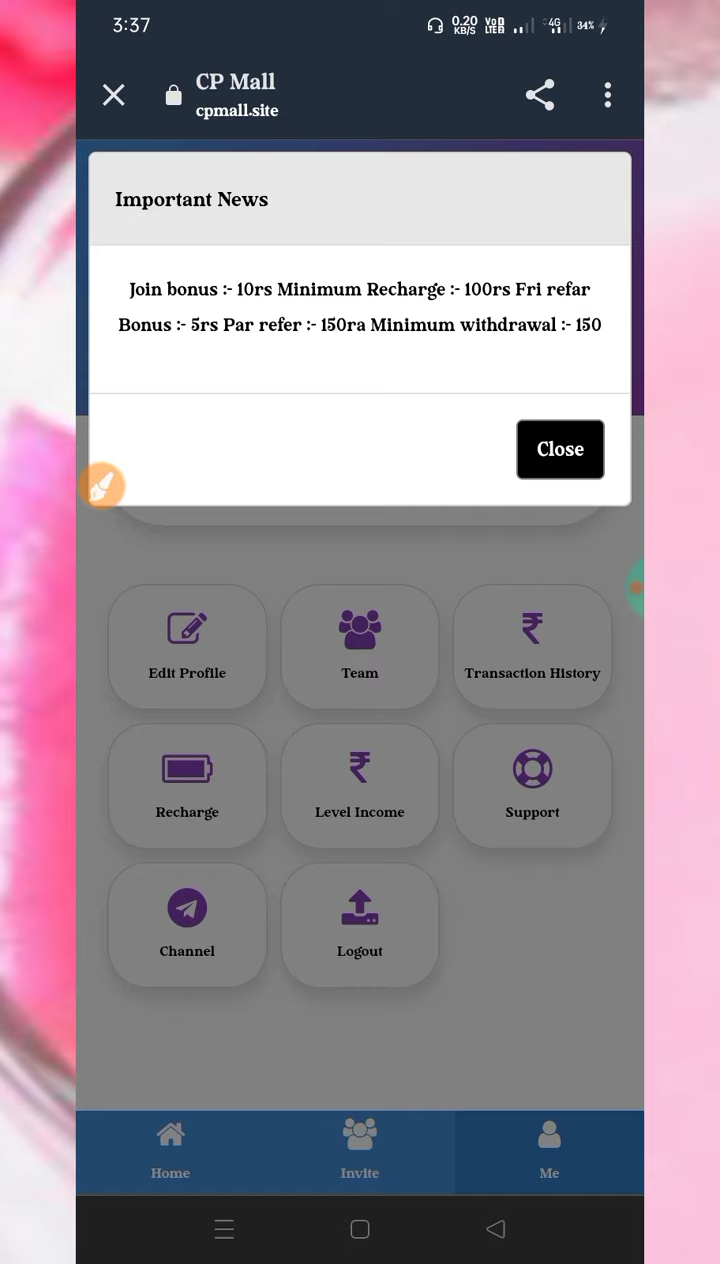 3:37
0.20 KB/S
Vo
LTE2
4G
34%
CP Mall
cpmall.site
Important News
Join bonus :- 10rs Minimum Recharge :- 100rs Fri refar
Bonus :- 5rs Par refer :- 150ra Minimum withdrawal :- 150
Close
Edit Profile
Team
Transaction History
Recharge
Level Income
Support
Channel
Logout
Home
Invite
Me